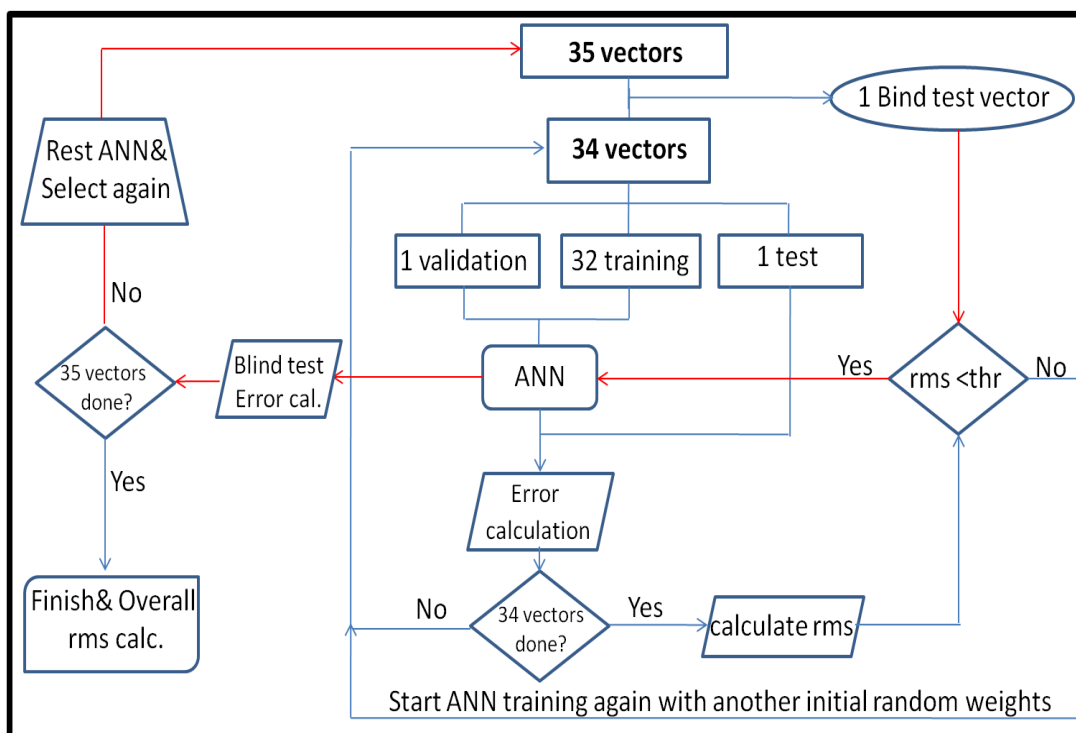 35 vectors
1 Bind test vector
Rest ANN&
Select again
34 vectors
1 validation
32 training
1 test
No
35 vectors
done?
Blind test
Error cal.
ANN
Yes
rms <thr
No
Yes
Error
calculation
Finish& Overall
rms calc.
No
34 vectors
done?
Yes
calculate rms
Start ANN training again with another initial random weights